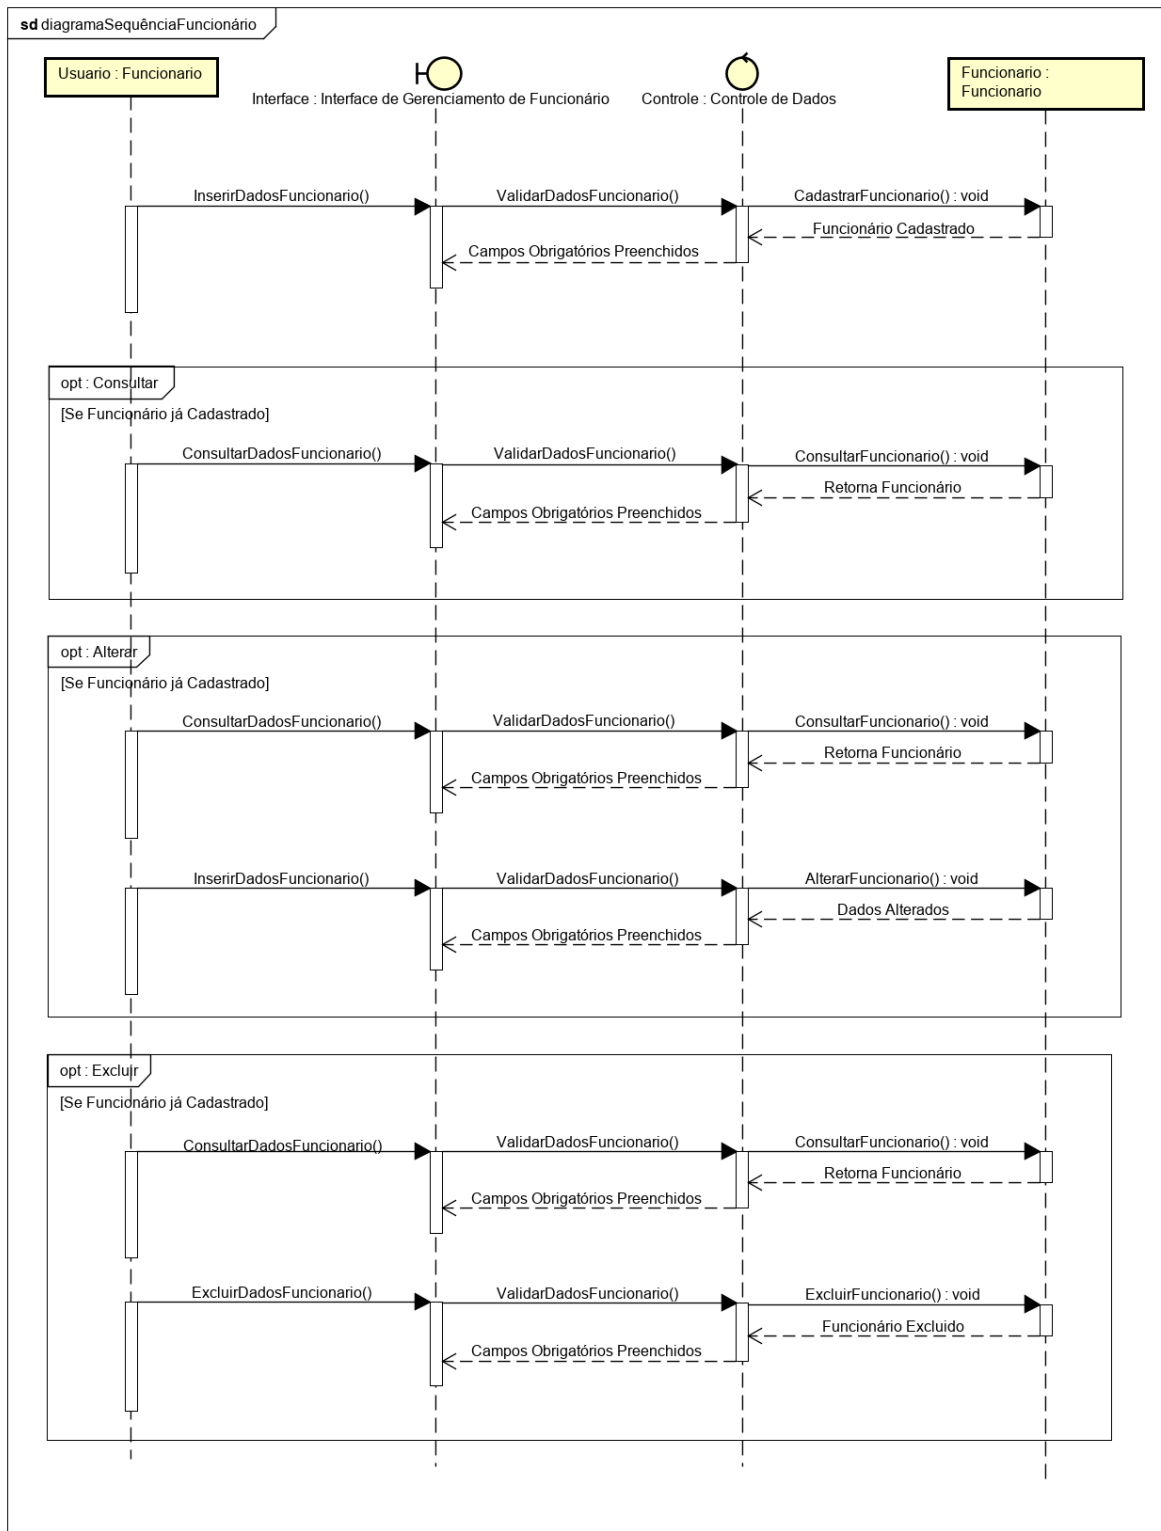 sd diagramaSequênciaFuncionário
Usuario : Funcionario
Interface : Interface de Gerenciamento de Funcionário
Controle : Controle de Dados
Funcionario :
Funcionario
InserirDadosFuncionario()
ValidarDadosFuncionario()
CadastrarFuncionario() : void
Funcionário Cadastrado
Campos Obrigatórios Preenchidos
opt : Consultar
[Se Funcionário já Cadastrado]
ConsultarDadosFuncionario()
ValidarDadosFuncionario()
ConsultarFuncionario() : void
Retorna Funcionário
Campos Obrigatórios Preenchidos
opt : Alterar
[Se Funcionário já Cadastrado]
ConsultarDadosFuncionario()
ValidarDadosFuncionario()
ConsultarFuncionario() : void
Retorna Funcionário
Campos Obrigatórios Preenchidos
InserirDadosFuncionario()
ValidarDadosFuncionario()
AlterarFuncionario() : void
Dados Alterados
Campos Obrigatórios Preenchidos
opt : Excluir
[Se Funcionário já Cadastrado]
ConsultarDadosFuncionario()
ValidarDadosFuncionario()
ConsultarFuncionario() : void
Retorna Funcionário
Campos Obrigatórios Preenchidos
ExcluirDadosFuncionario()
ValidarDadosFuncionario()
ExcluirFuncionario() : void
Funcionário Excluido
Campos Obrigatórios Preenchidos